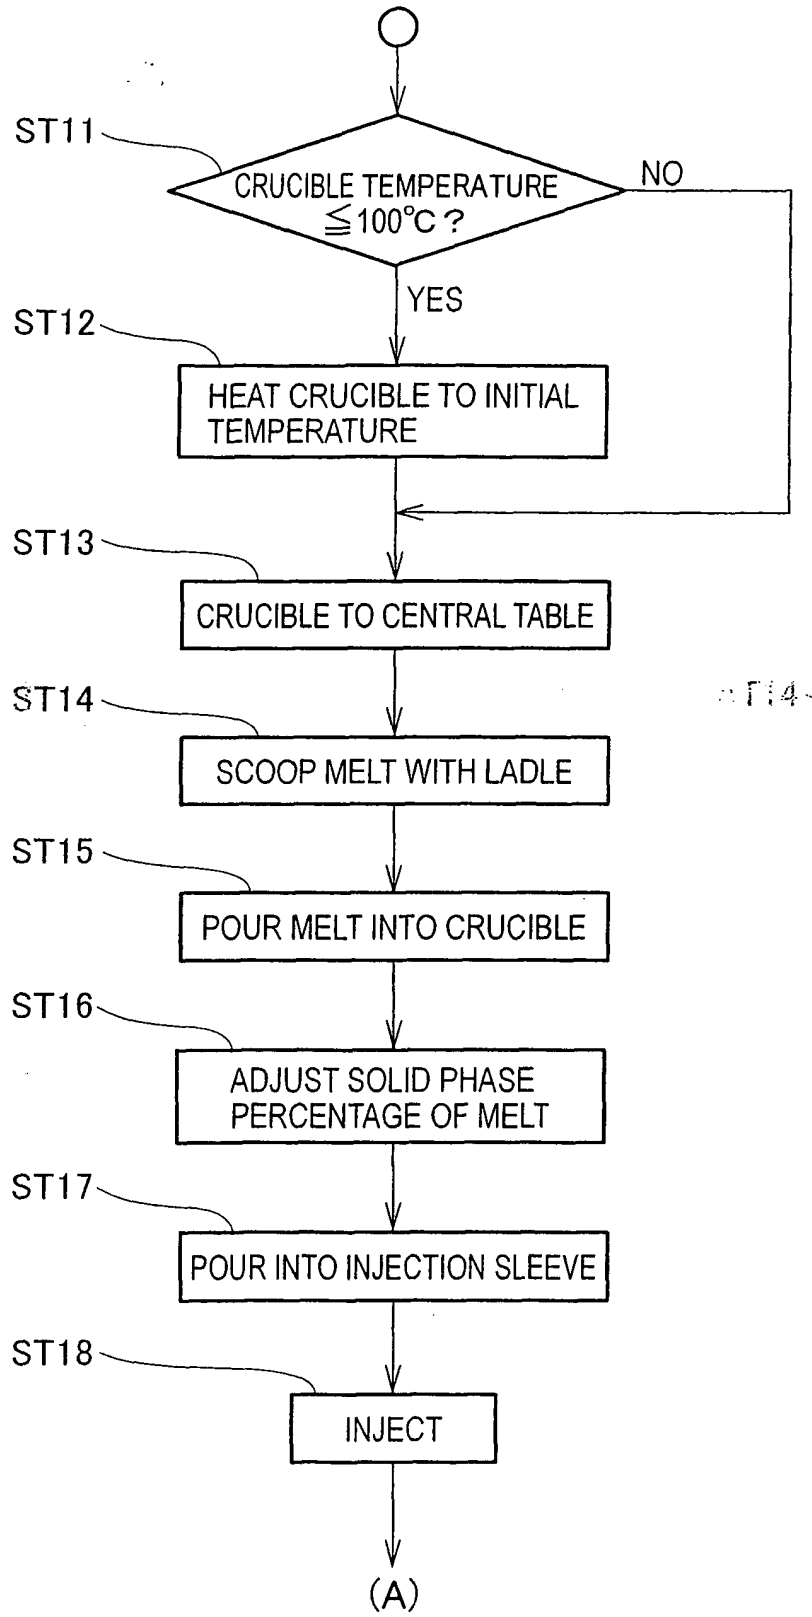 ST11
CRUCIBLE TEMPERATURE
≦100°C?
NO
YES
ST12
HEAT CRUCIBLE TO INITIAL
TEMPERATURE
ST13
CRUCIBLE TO CENTRAL TABLE
ST14
SCOOP MELT WITH LADLE
ST15
POUR MELT INTO CRUCIBLE
ST16
ADJUST SOLID PHASE
PERCENTAGE OF MELT
ST17
POUR INTO INJECTION SLEEVE
ST18
INJECT
(A)